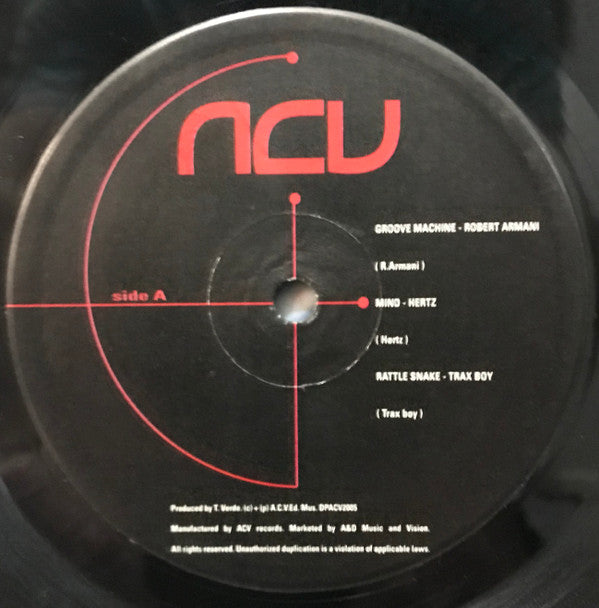 ACV
side A
GROOVE MACHINE - ROBERT ARMANI
( R.Armani )
MIND - HERTZ
( Hertz )
RATTLE SNAKE - TRAX BOY
( Trax boy )
Produced by T. Verde. (c) + (p) A.C.V.Ed. Mus. DPACV2005
Manufactured by ACV records. Marketed by A&D Music and Vision.
All rights reserved. Unauthorized duplication is a violation of applicable laws.